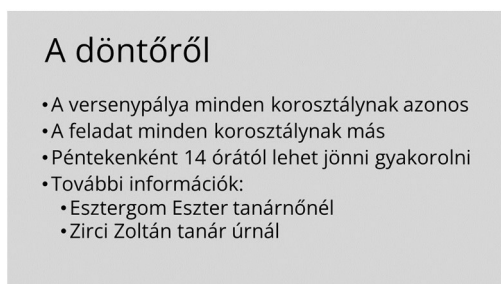 A döntőről
• A versenypálya minden korosztálynak azonos
• A feladat minden korosztálynak más
• Péntekenként 14 órától lehet jönni gyakorolni
• További információk:
• Esztergom Eszter tanárnőnél
• Zirci Zoltán tanár úrnál